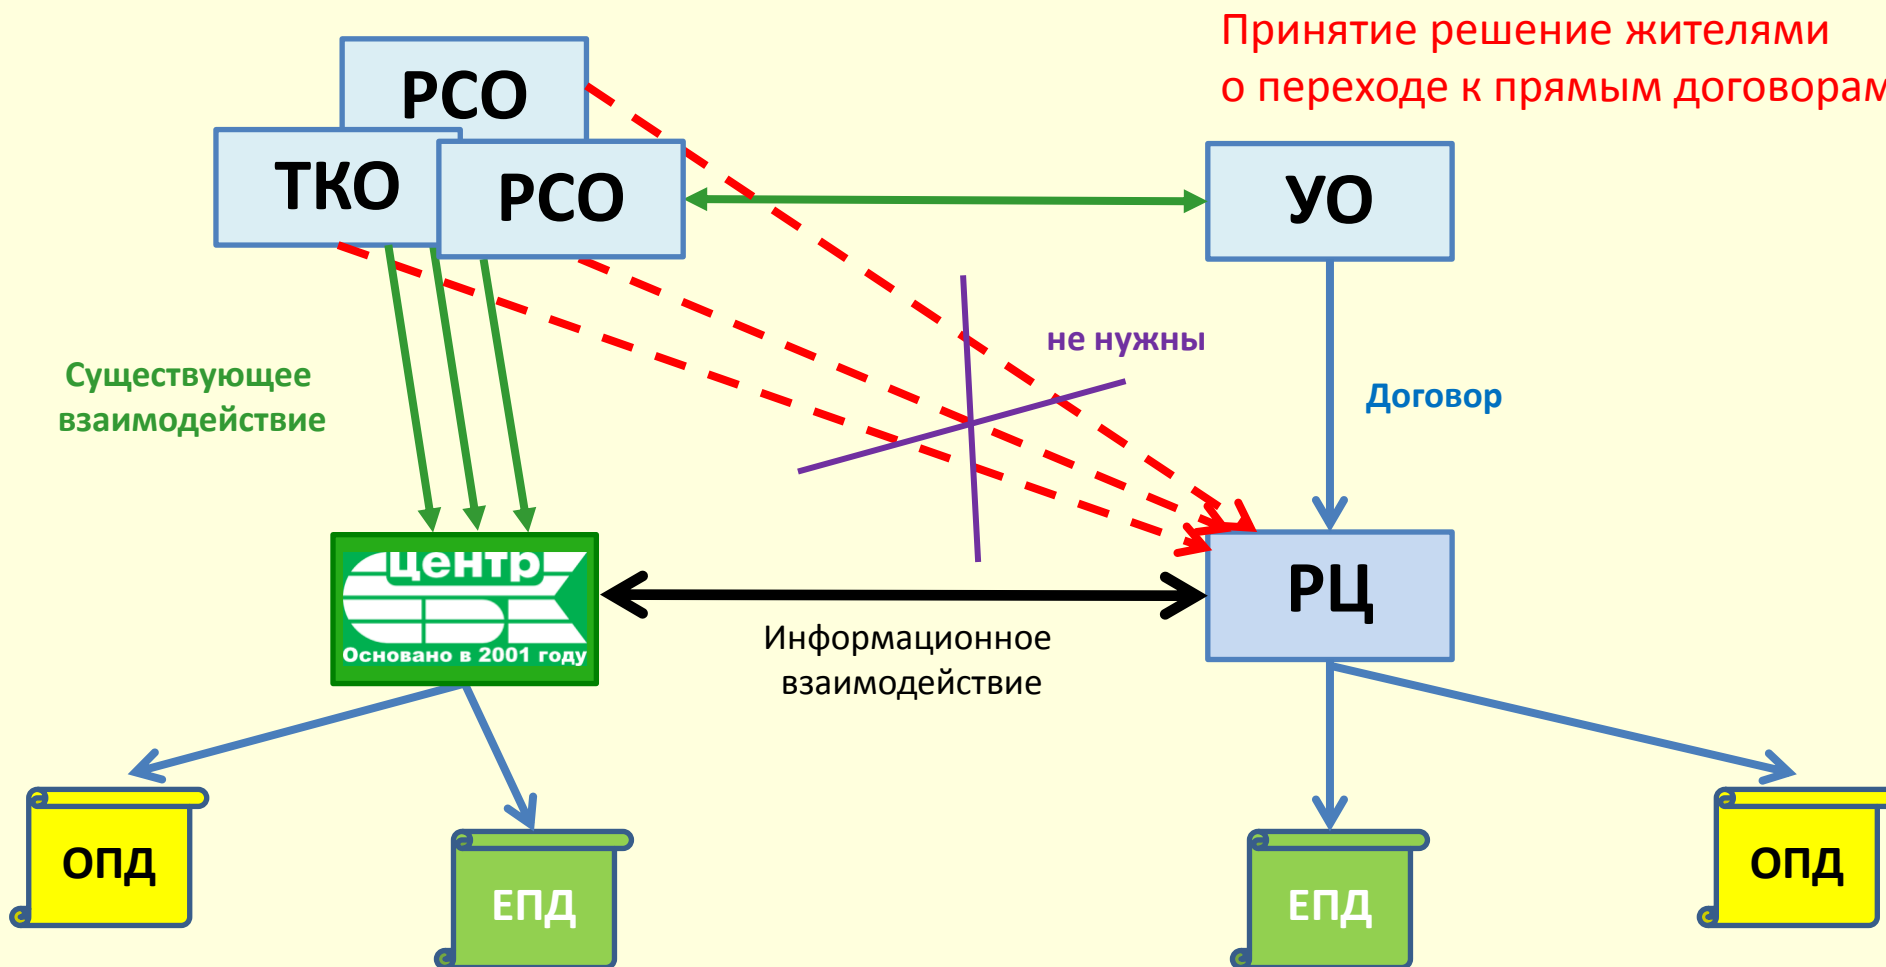 Принятие решение жителями
о переходе к прямым договорам
РСО
ТКО
РСО
УО
не нужны
Существующее
взаимодействие
Договор
центр
СБК
Основано в 2001 году
РЦ
Информационное
взаимодействие
ОПД
ЕПД
ЕПД
ОПД